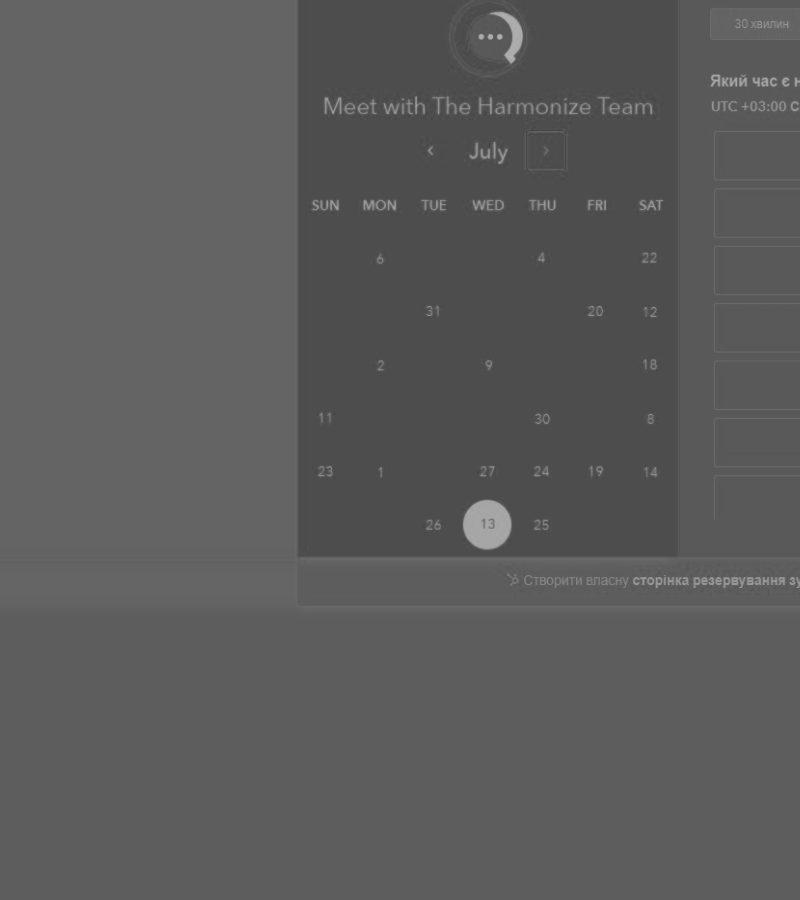 30 хвилин
Meet with The Harmonize Team
Який час є
UTC +03:00
July
SUN MON TUE WED THU FRI SAT
6 4 22
31 20 12
2 9 18
11 30 8
23 1 27 24 19 14
26 13 25
Створити власну сторінка резервування